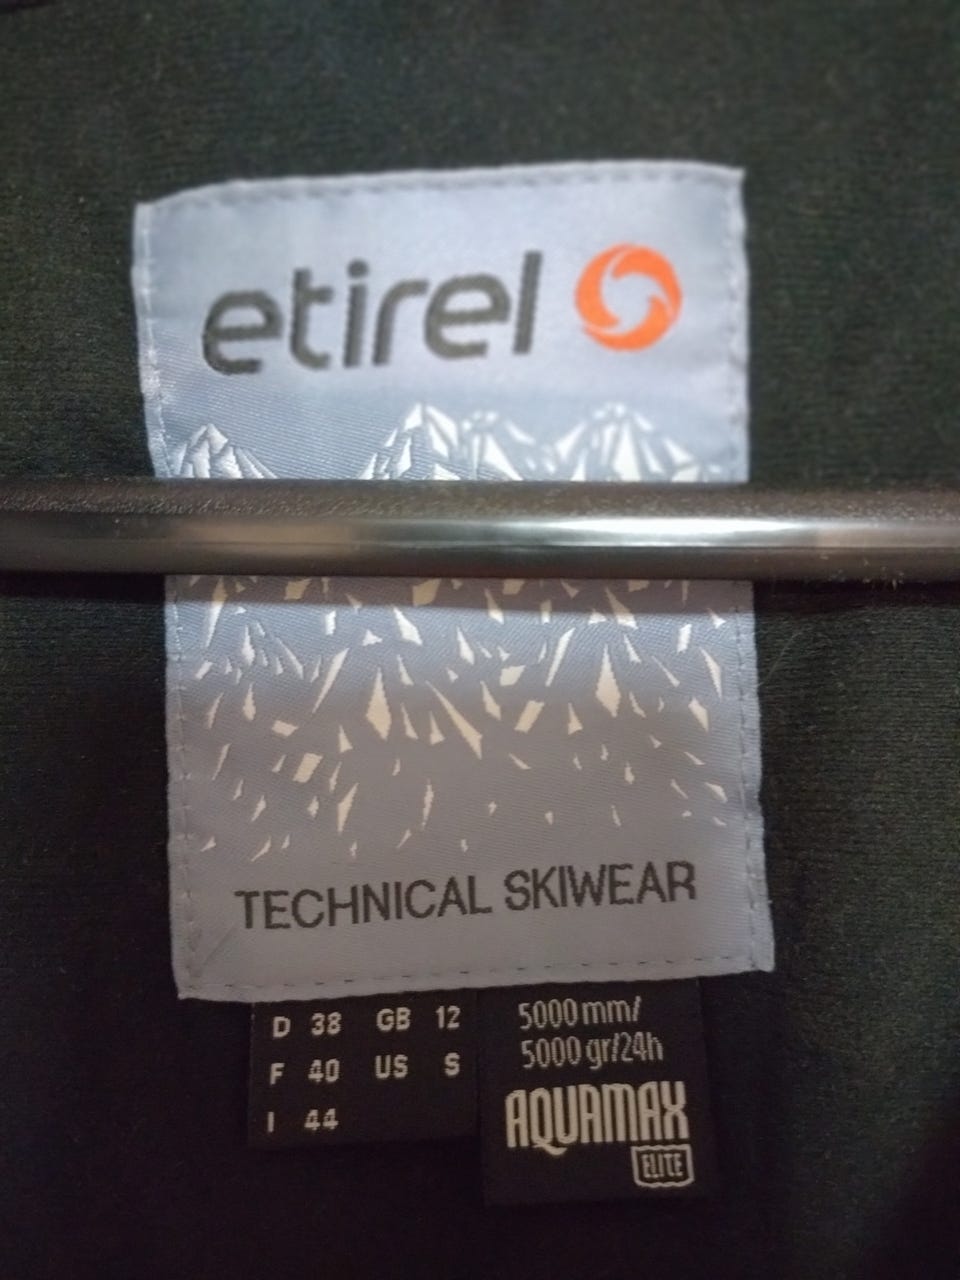 etirel
TECHNICAL SKIWEAR
D 38 GB 12
F 40 US S
I 44
5000 mm/
5000 gr/24h
AQUAMAX
ELITE